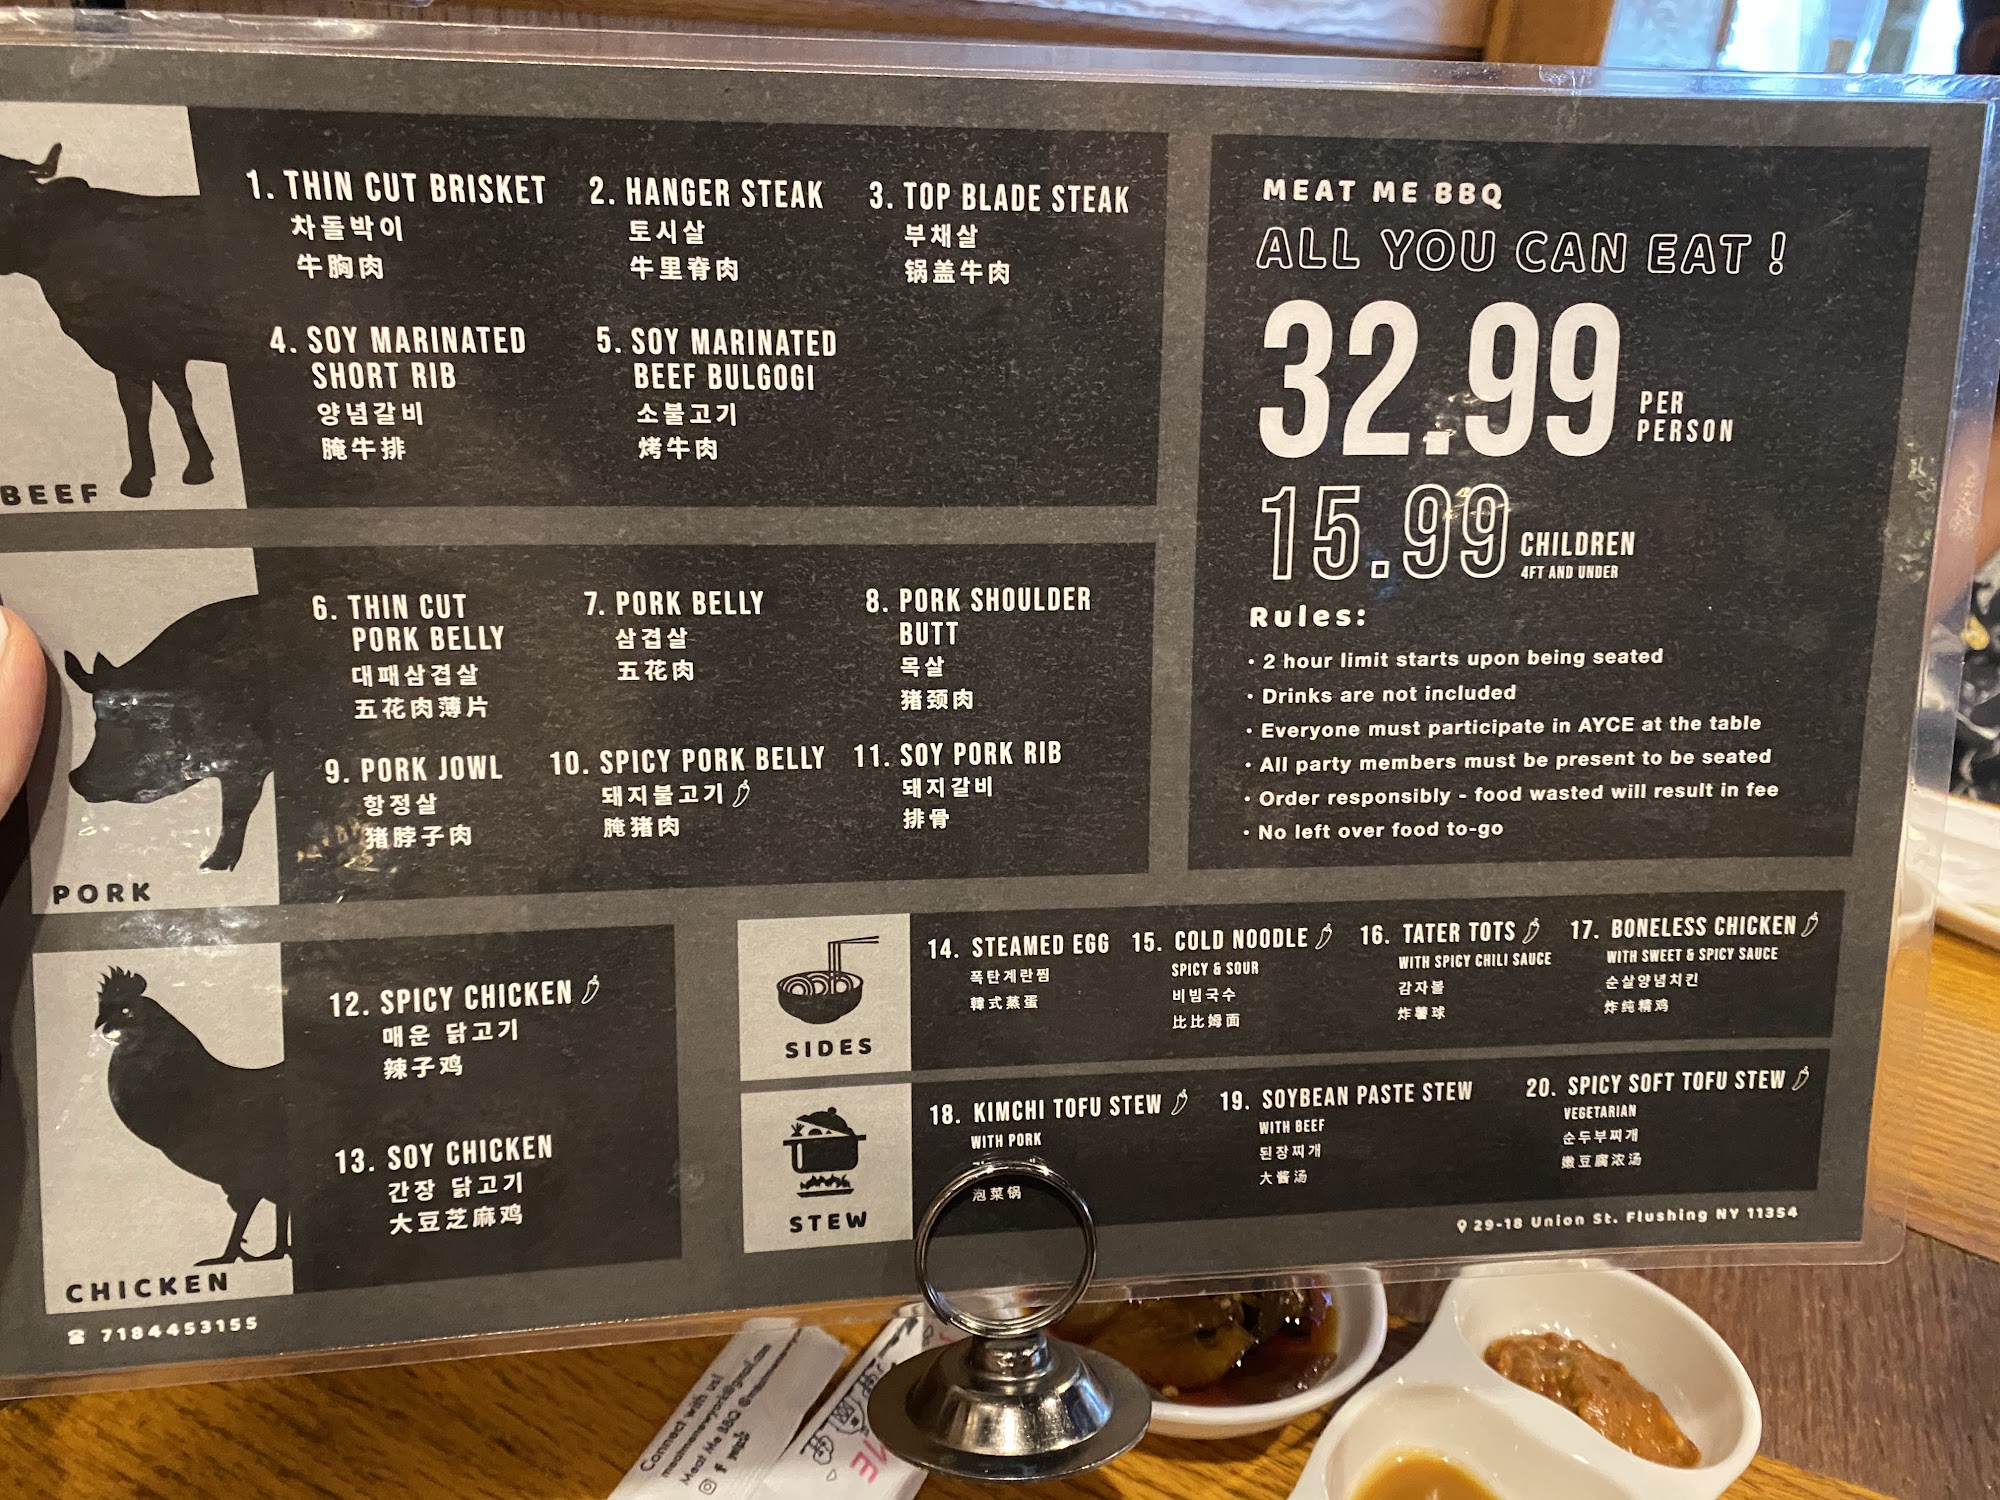 1. THIN CUT BRISKET
차돌박이
牛胸肉
2. HANGER STEAK
토시살
牛里脊肉
3. TOP BLADE STEAK
부채살
锅盖牛肉
4. SOY MARINATED
SHORT RIB
양념갈비
腌牛排
5. SOY MARINATED
BEEF BULGOGI
소불고기
烤牛肉
BEEF
6. THIN CUT
PORK BELLY
대패삼겹살
五花肉薄片
7. PORK BELLY
삼겹살
五花肉
8. PORK SHOULDER
BUTT
목살
猪颈肉
9. PORK JOWL
항정살
猪脖子肉
10. SPICY PORK BELLY
돼지불고기
腌猪肉
11. SOY PORK RIB
돼지갈비
排骨
PORK
12. SPICY CHICKEN
매운 닭고기
辣子鸡
13. SOY CHICKEN
간장 닭고기
大豆芝麻鸡
CHICKEN
☎ 7184453155
MEAT ME BBQ
ALL YOU CAN EAT !
32.99 PER
PERSON
15.99 CHILDREN
4FT AND UNDER
Rules:
• 2 hour limit starts upon being seated
• Drinks are not included
• Everyone must participate in AYCE at the table
• All party members must be present to be seated
• Order responsibly - food wasted will result in fee
• No left over food to-go
14. STEAMED EGG
폭탄계란찜
韓式蒸蛋
15. COLD NOODLE
SPICY & SOUR
비빔국수
比比姆面
16. TATER TOTS
WITH SPICY CHILI SAUCE
감자볼
炸薯球
17. BONELESS CHICKEN
WITH SWEET & SPICY SAUCE
순살양념치킨
炸纯精鸡
SIDES
18. KIMCHI TOFU STEW
WITH PORK
泡菜锅
19. SOYBEAN PASTE STEW
WITH BEEF
된장찌개
大酱汤
20. SPICY SOFT TOFU STEW
VEGETARIAN
순두부찌개
嫩豆腐浓汤
STEW
29-18 Union St. Flushing NY 11354
Connect with us!
Meat Me BBQ